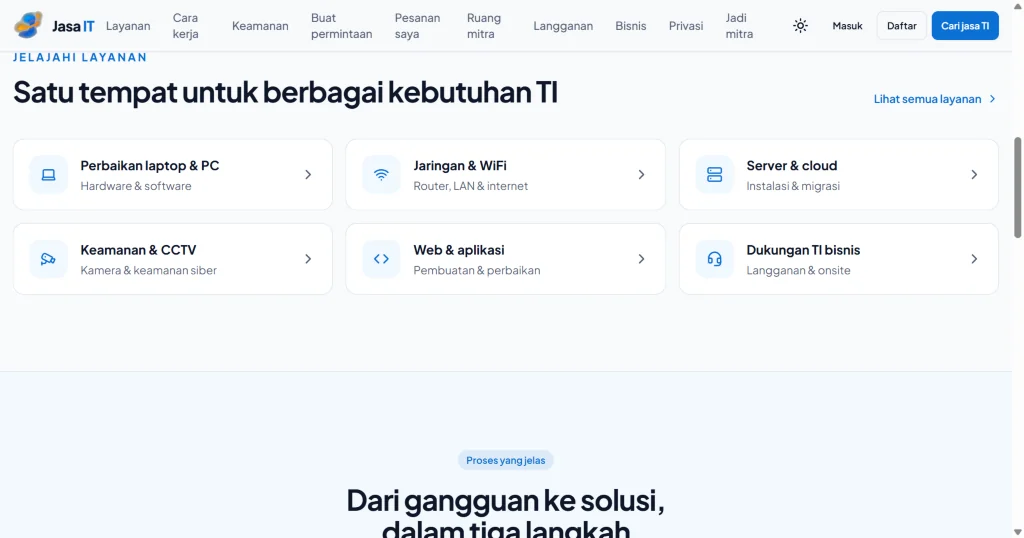 Jasa IT
Layanan
Cara
kerja
Keamanan
Buat
permintaan
Pesanan
saya
Ruang
mitra
Langganan
Bisnis
Privasi
Jadi
mitra
Masuk
Daftar
Cari jasa TI
JELAJAHI LAYANAN
Satu tempat untuk berbagai kebutuhan TI
Lihat semua layanan
Perbaikan laptop & PC
Hardware & software
Jaringan & WiFi
Router, LAN & internet
Server & cloud
Instalasi & migrasi
Keamanan & CCTV
Kamera & keamanan siber
Web & aplikasi
Pembuatan & perbaikan
Dukungan TI bisnis
Langganan & onsite
Proses yang jelas
Dari gangguan ke solusi,
dalam tiga langkah